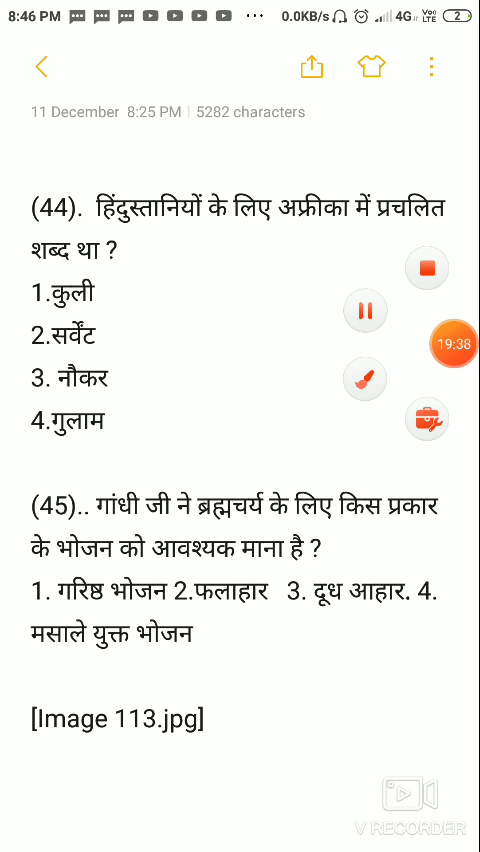 8:46 PM ... 0.0KB/s 4G Vo LTE 2
11 December 8:25 PM | 5282 characters
(44). हिंदुस्तानियों के लिए अफ्रीका में प्रचलित
शब्द था ?
1.कुली
2.सर्वेंट
3. नौकर
4.गुलाम
19:38
(45).. गांधी जी ने ब्रह्मचर्य के लिए किस प्रकार
के भोजन को आवश्यक माना है ?
1. गरिष्ठ भोजन 2.फलाहार 3. दूध आहार. 4.
मसाले युक्त भोजन
[Image 113.jpg]
V RECORDER